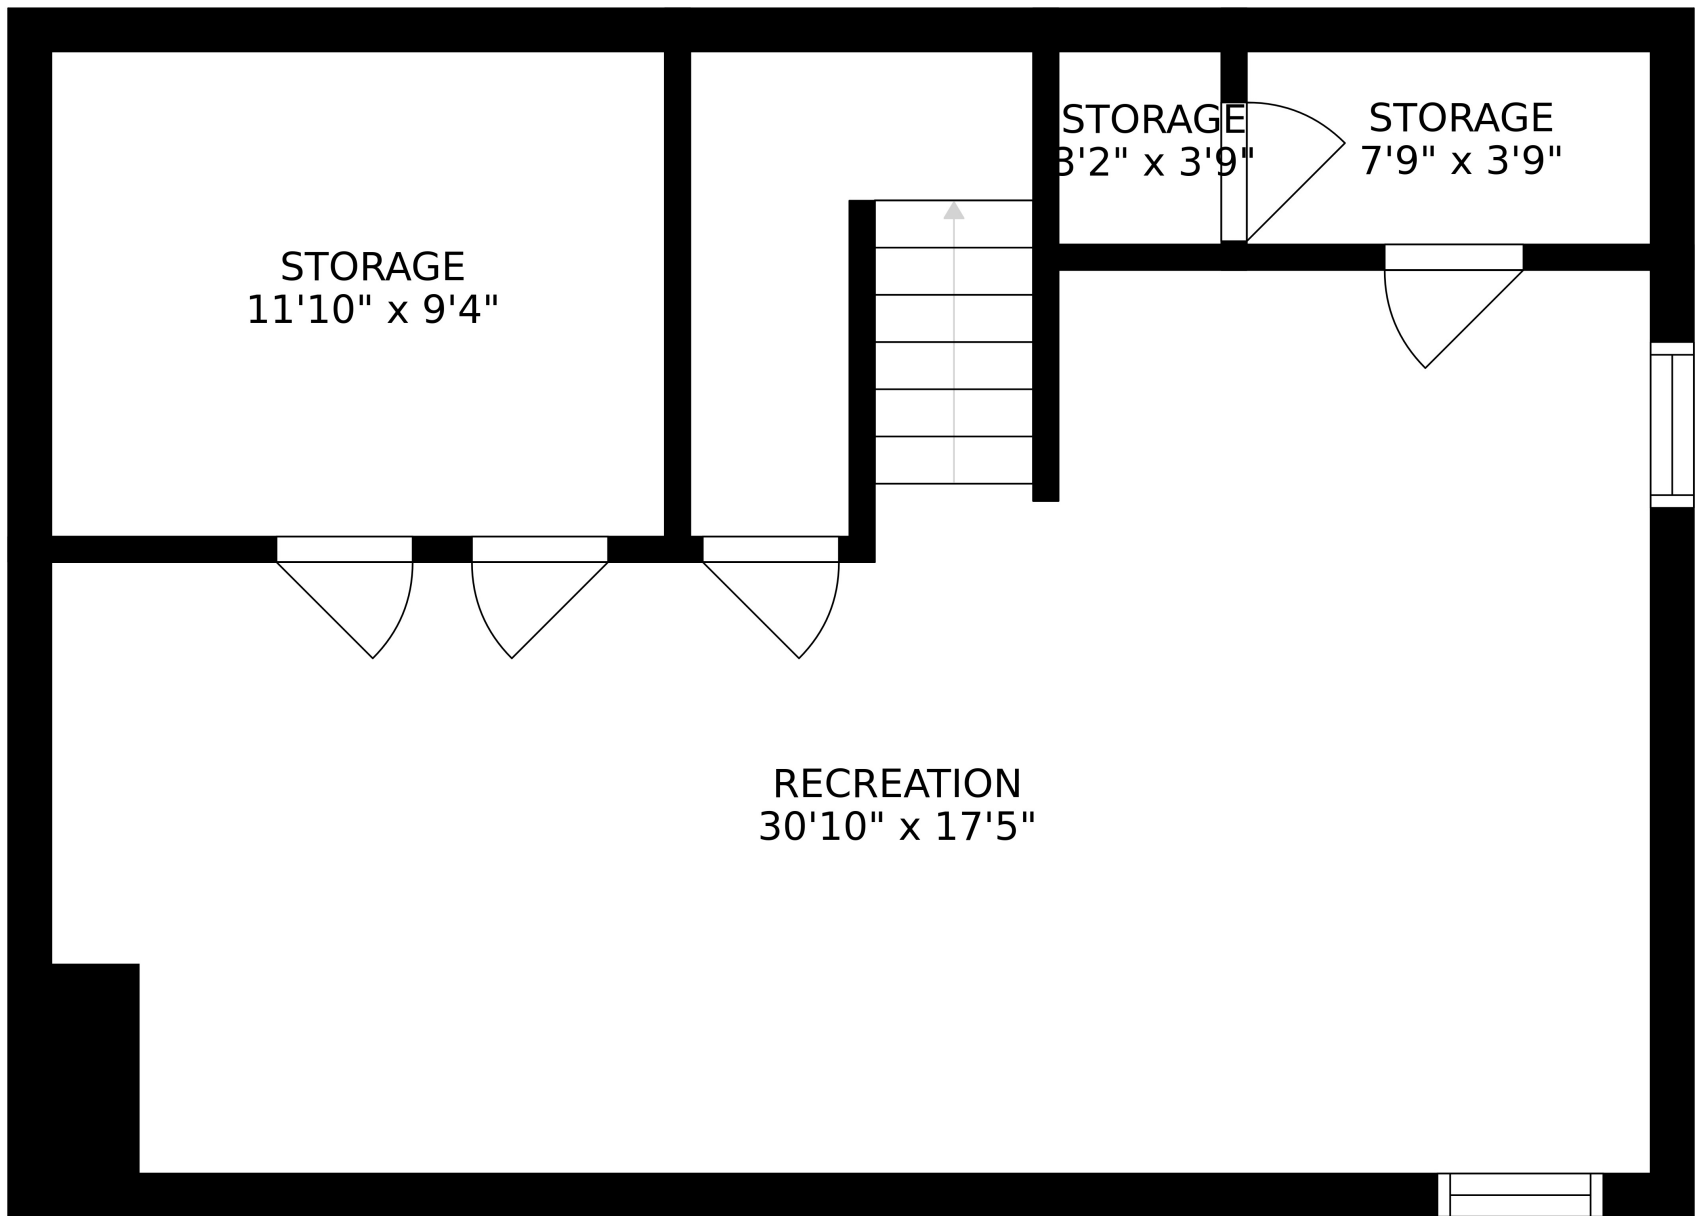 STORAGE
3'2" x 3'9"
STORAGE
7'9" x 3'9"
STORAGE
11'10" x 9'4"
RECREATION
30'10" x 17'5"